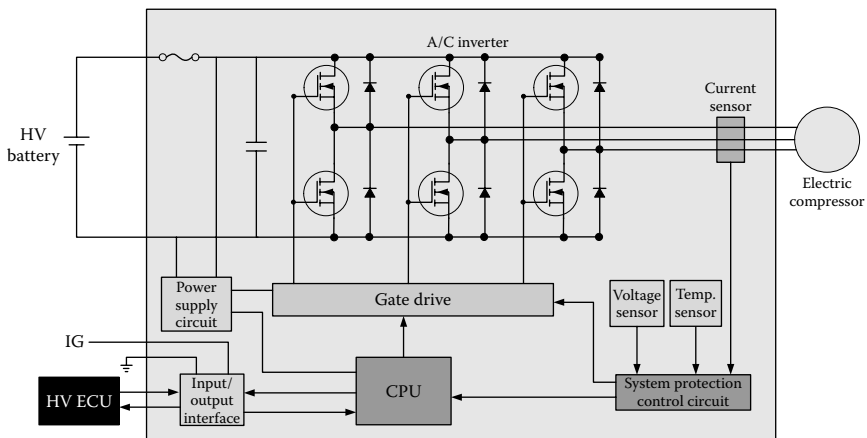 A/C inverter
Current
sensor
HV
battery
Electric
compressor
Power
supply
circuit
Gate drive
Voltage
sensor
Temp.
sensor
IG
HV ECU
Input/
output
interface
CPU
System protection
control circuit